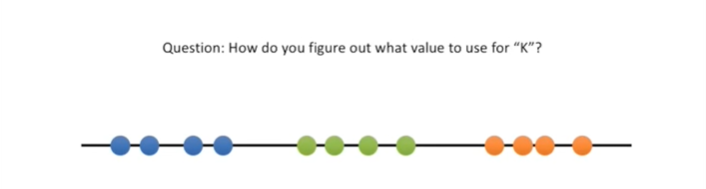 Question: How do you figure out what value to use for “K”?